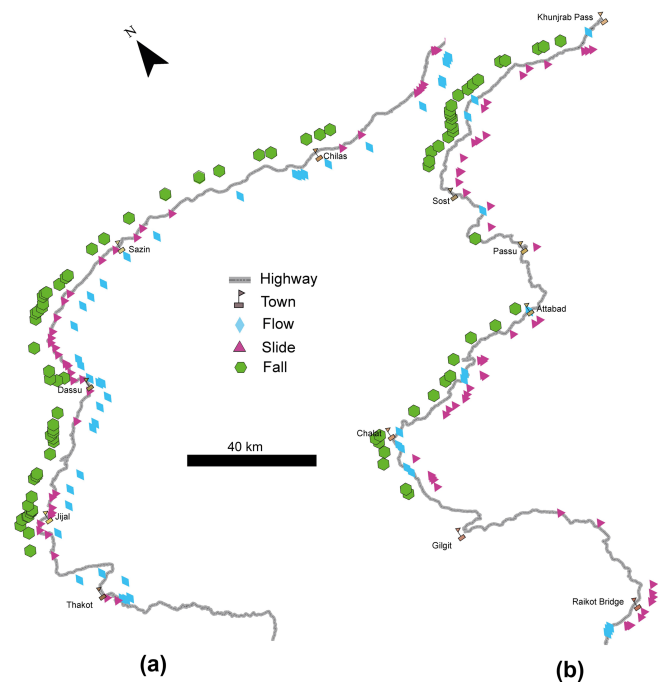 Khunjrab Pass
N
Chilas
Sost
Sazin
Passu
Highway
Town
Attabad
Flow
Slide
Fall
Dassu
Chalat
40 km
Jijal
Gilgit
Thakot
Raikot Bridge
(a)
(b)